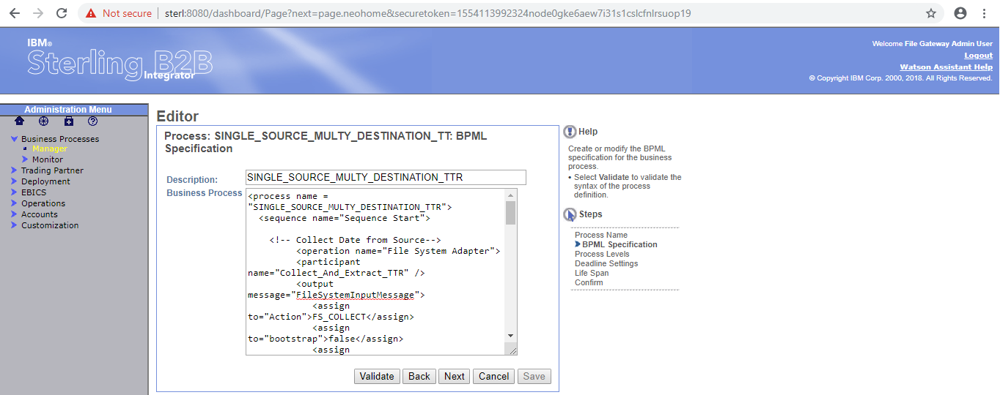 Not secure
sterl:8080/dashboard/Page?next=page.neohome&securetoken=1554113992324node0gke6aew7i31s1cslcfnlrsuop19
IBM®
Sterling B2B
Integrator
Welcome File Gateway Admin User
Logout
Watson Assistant Help
© Copyright IBM Corp. 2000, 2018. All Rights Reserved.
Administration Menu
Business Processes
Manager
Monitor
Trading Partner
Deployment
EBICS
Operations
Accounts
Customization
Editor
Process: SINGLE_SOURCE_MULTY_DESTINATION_TT: BPML
Specification
Description:
SINGLE_SOURCE_MULTY_DESTINATION_TTR
Business Process
<process name =
"SINGLE_SOURCE_MULTY_DESTINATION_TTR">
<sequence name="Sequence Start">
<!-- Collect Date from Source-->
<operation name="File System Adapter">
<participant
name="Collect_And_Extract_TTR" />
<output
message="FileSystemInputMessage">
<assign
to="Action">FS_COLLECT</assign>
<assign
to="bootstrap">false</assign>
<assign
Validate
Back
Next
Cancel
Save
Help
Create or modify the BPML
specification for the business
process.
• Select Validate to validate the
syntax of the process
definition.
Steps
Process Name
BPML Specification
Process Levels
Deadline Settings
Life Span
Confirm